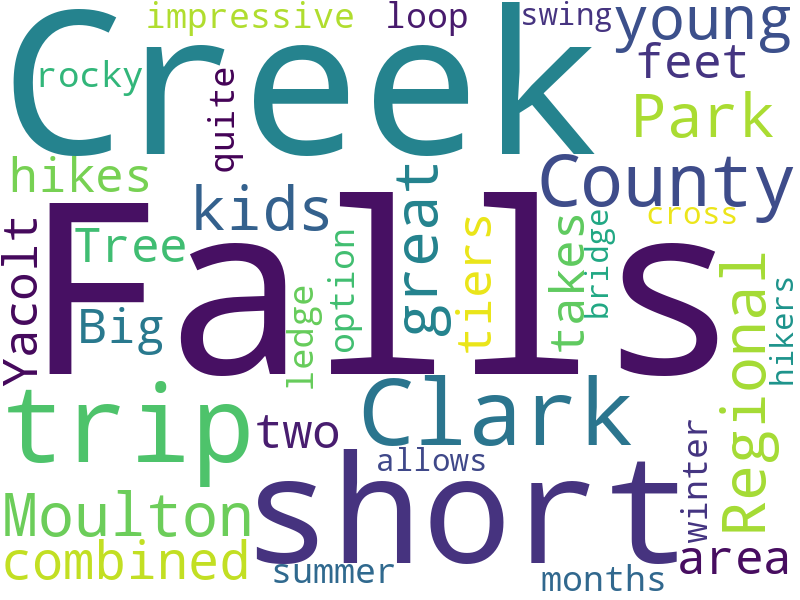 impressive
loop
swing
young
Creek
rocky
quite
feet
Park
hikes
kids
great
County
cross
Yacolt
Falls
Tree
option
tiers
takes
bridge
Big
ledge
Regional
hikers
trip
two
Clark
allows
short
winter
Moulton
combined
summer
months
area